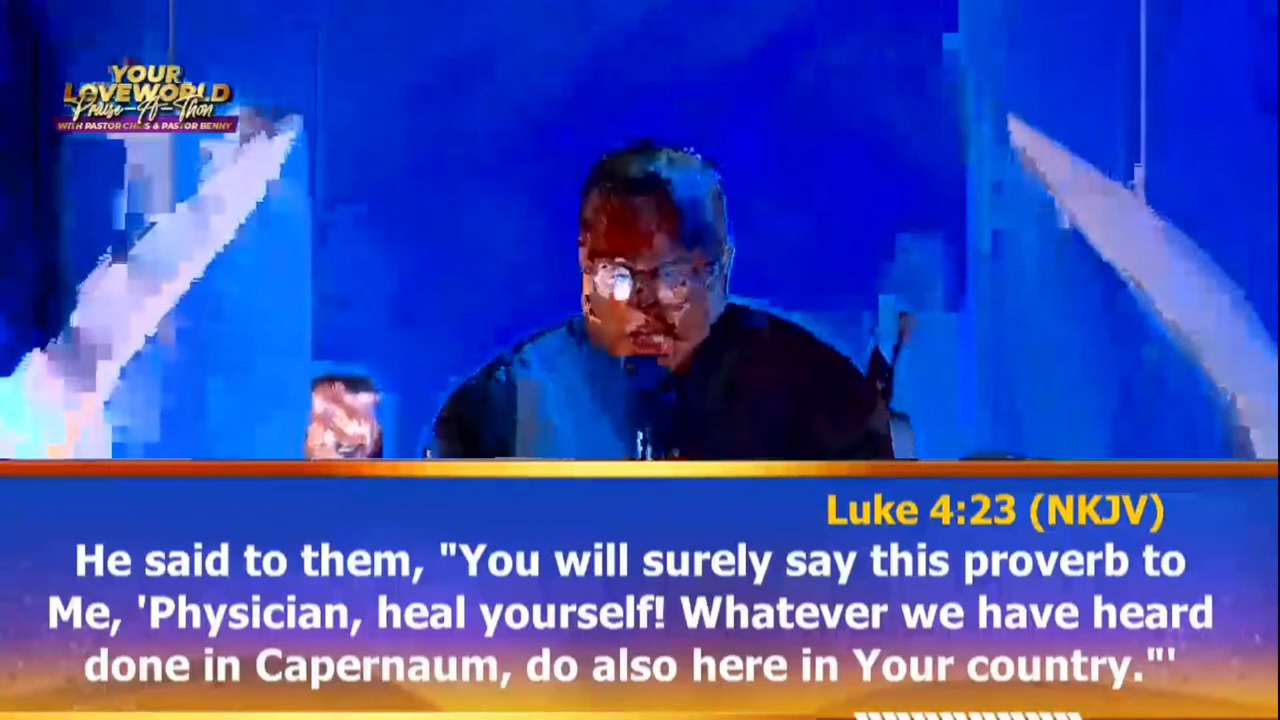 YOUR
LOVEWORLD
Praise-A-Thon
WITH PASTOR CHRIS & PASTOR BENNY
Luke 4:23 (NKJV)
He said to them, "You will surely say this proverb to
Me, 'Physician, heal yourself! Whatever we have heard
done in Capernaum, do also here in Your country."'